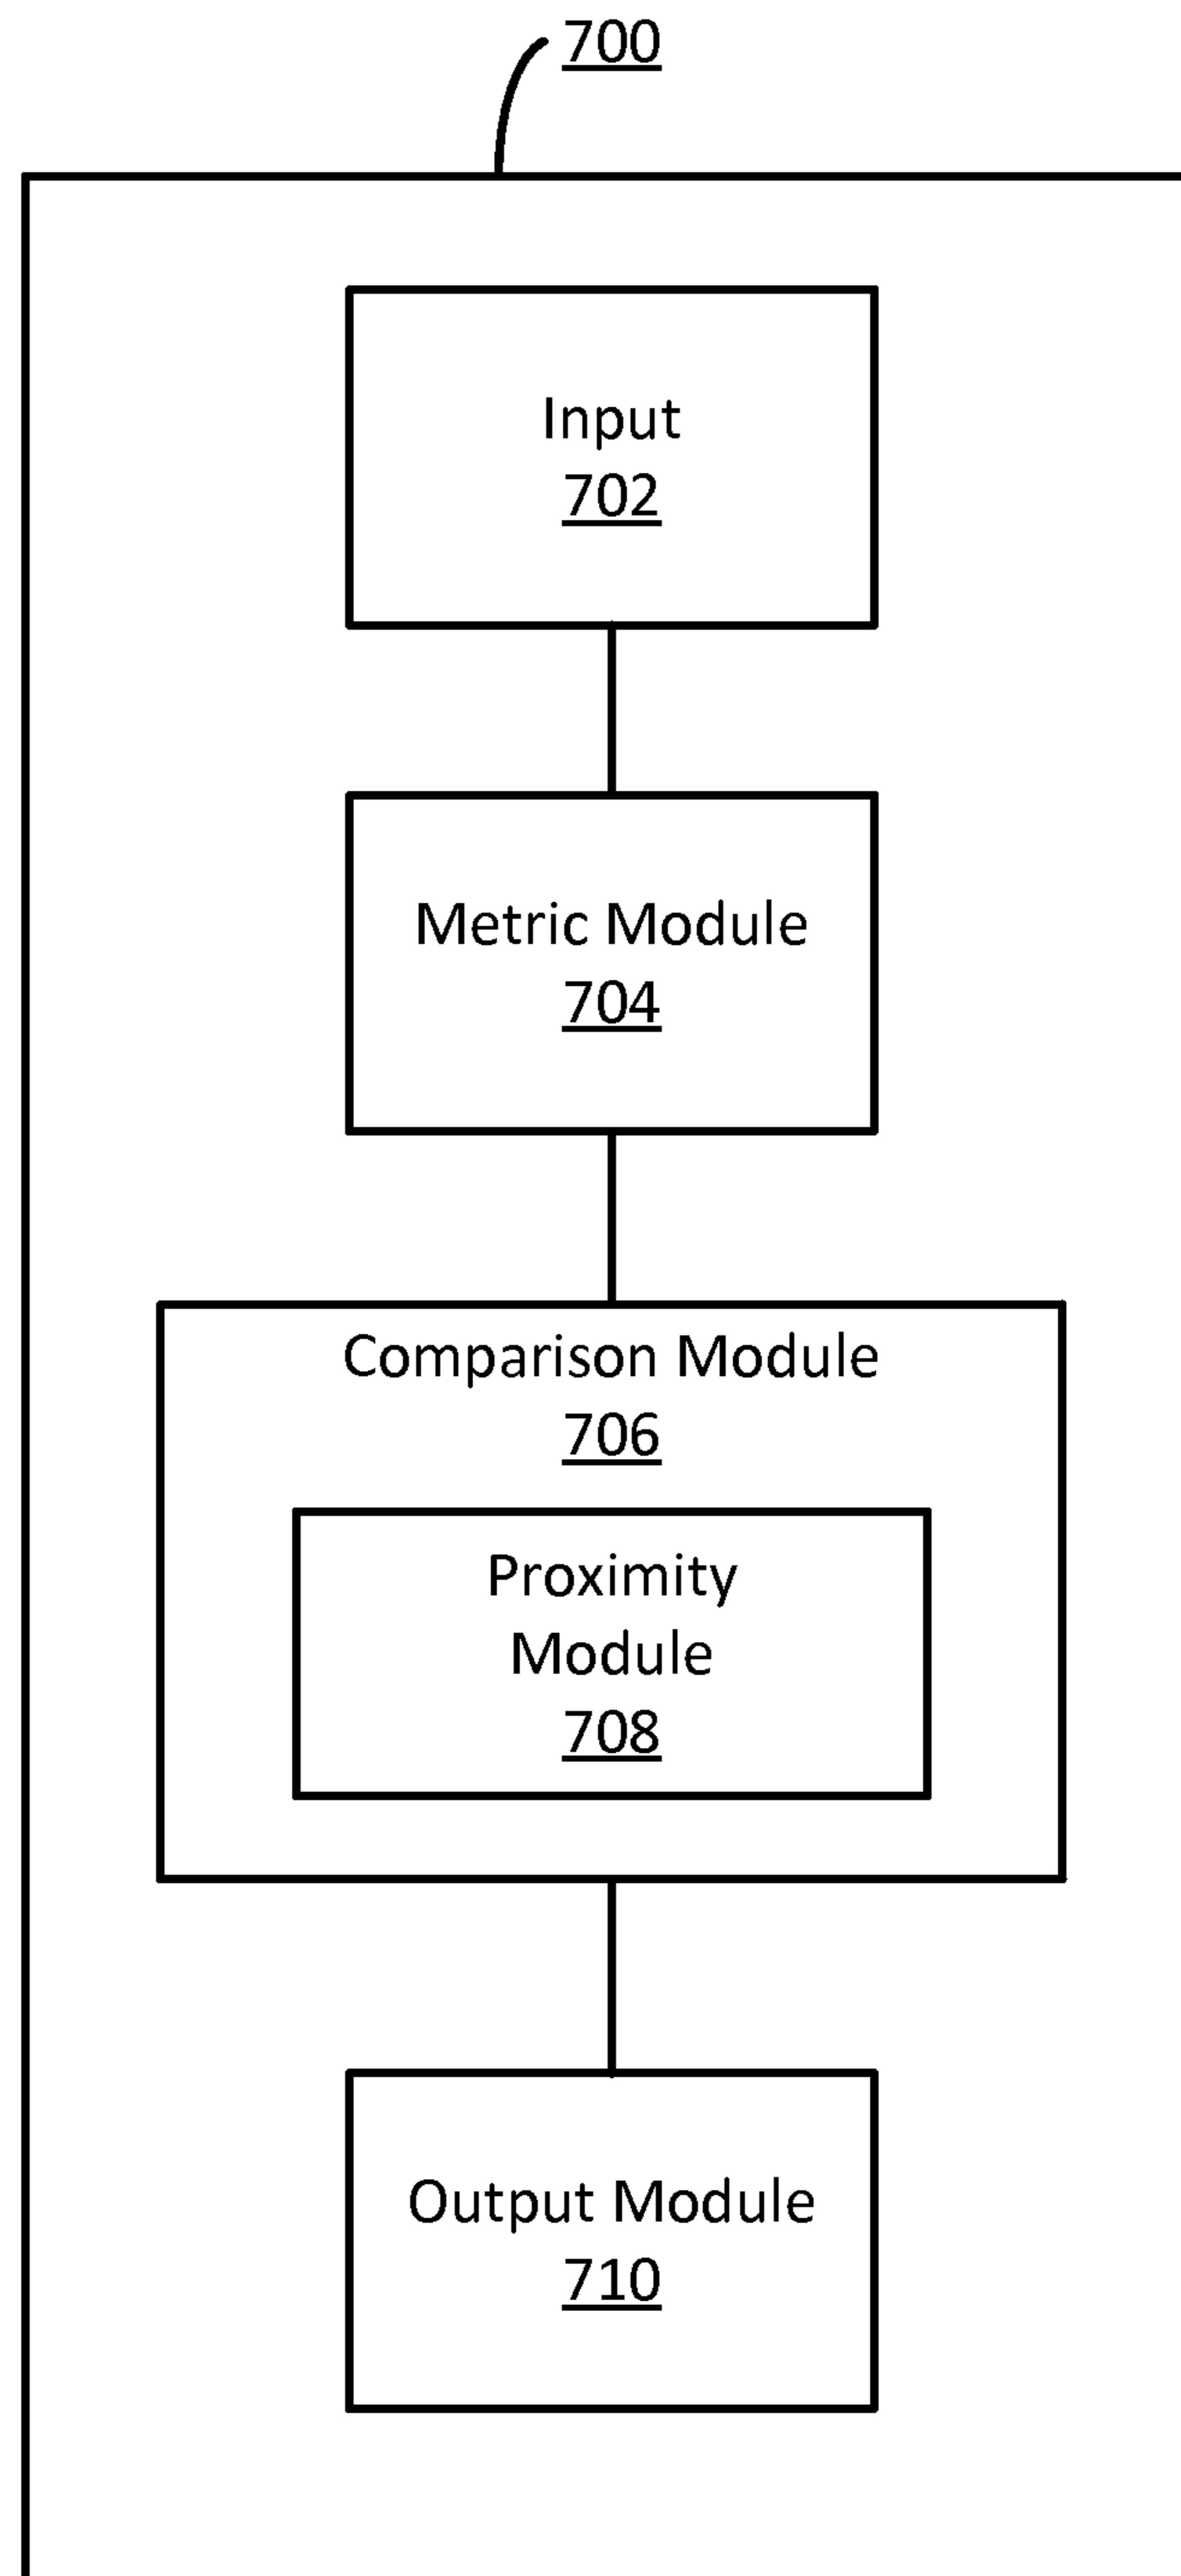 700
Input
702
Metric Module
704
Comparison Module
706
Proximity
Module
708
Output Module
710